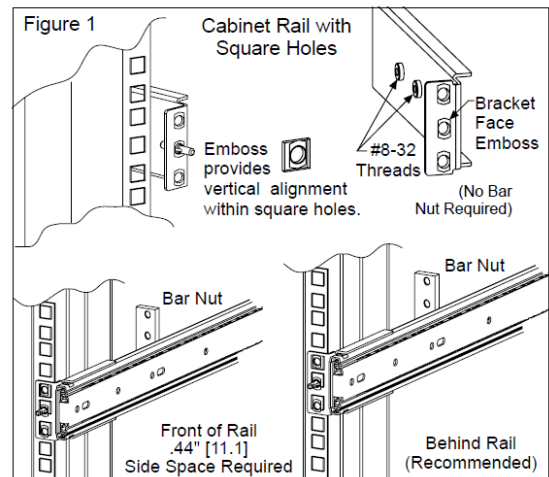 Figure 1
Cabinet Rail with
Square Holes
Emboss
provides
vertical alignment
within square holes.
#8-32
Threads
Bracket
Face
Emboss
(No Bar
Nut Required)
Bar Nut
Front of Rail
.44" [11.1]
Side Space Required
Bar Nut
Behind Rail
(Recommended)